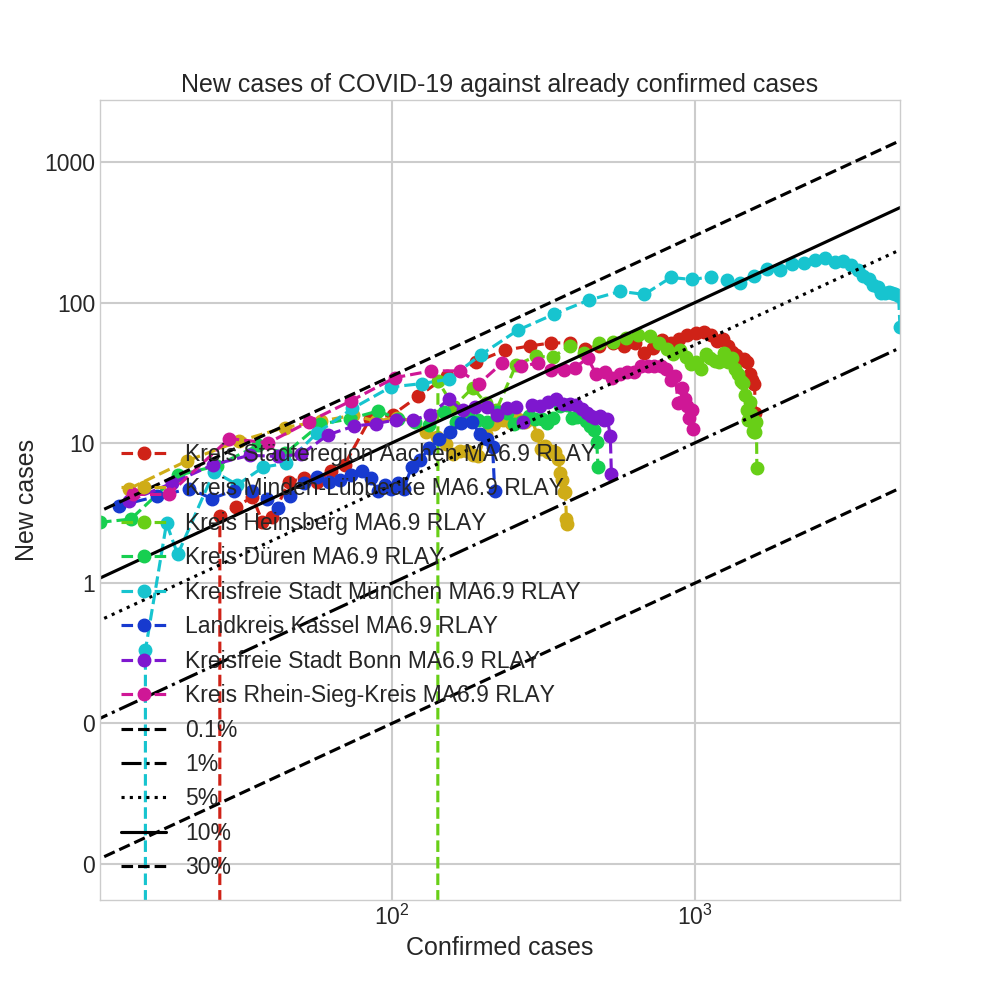 New cases of COVID-19 against already confirmed cases
1000
100
10
1
0
0
New cases
Kreis Städteregion Aachen MA6.9 RLAY
Kreis Minden-Lübbecke MA6.9 RLAY
Kreis Heinsberg MA6.9 RLAY
Kreis Düren MA6.9 RLAY
Kreisfreie Stadt München MA6.9 RLAY
Landkreis Kassel MA6.9 RLAY
Kreisfreie Stadt Bonn MA6.9 RLAY
Kreis Rhein-Sieg-Kreis MA6.9 RLAY
0.1%
1%
5%
10%
30%
10² 10³
Confirmed cases